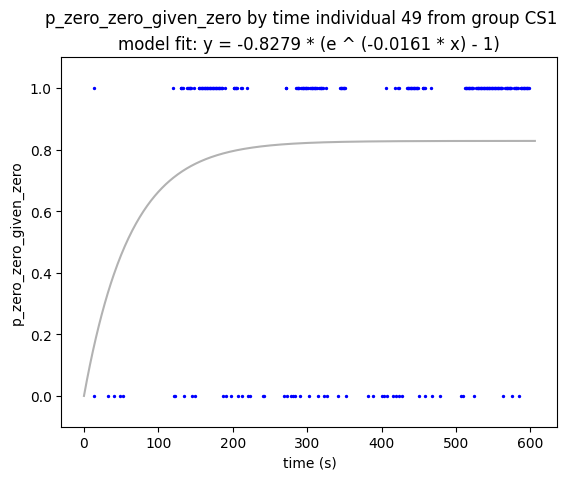 p_zero_zero_given_zero by time individual 49 from group CS1
model fit: y = -0.8279 * (e ^ (-0.0161 * x) - 1)
1.0
0.8
0.6
0.4
0.2
0.0
p_zero_zero_given_zero
0 100 200 300 400 500 600
time (s)